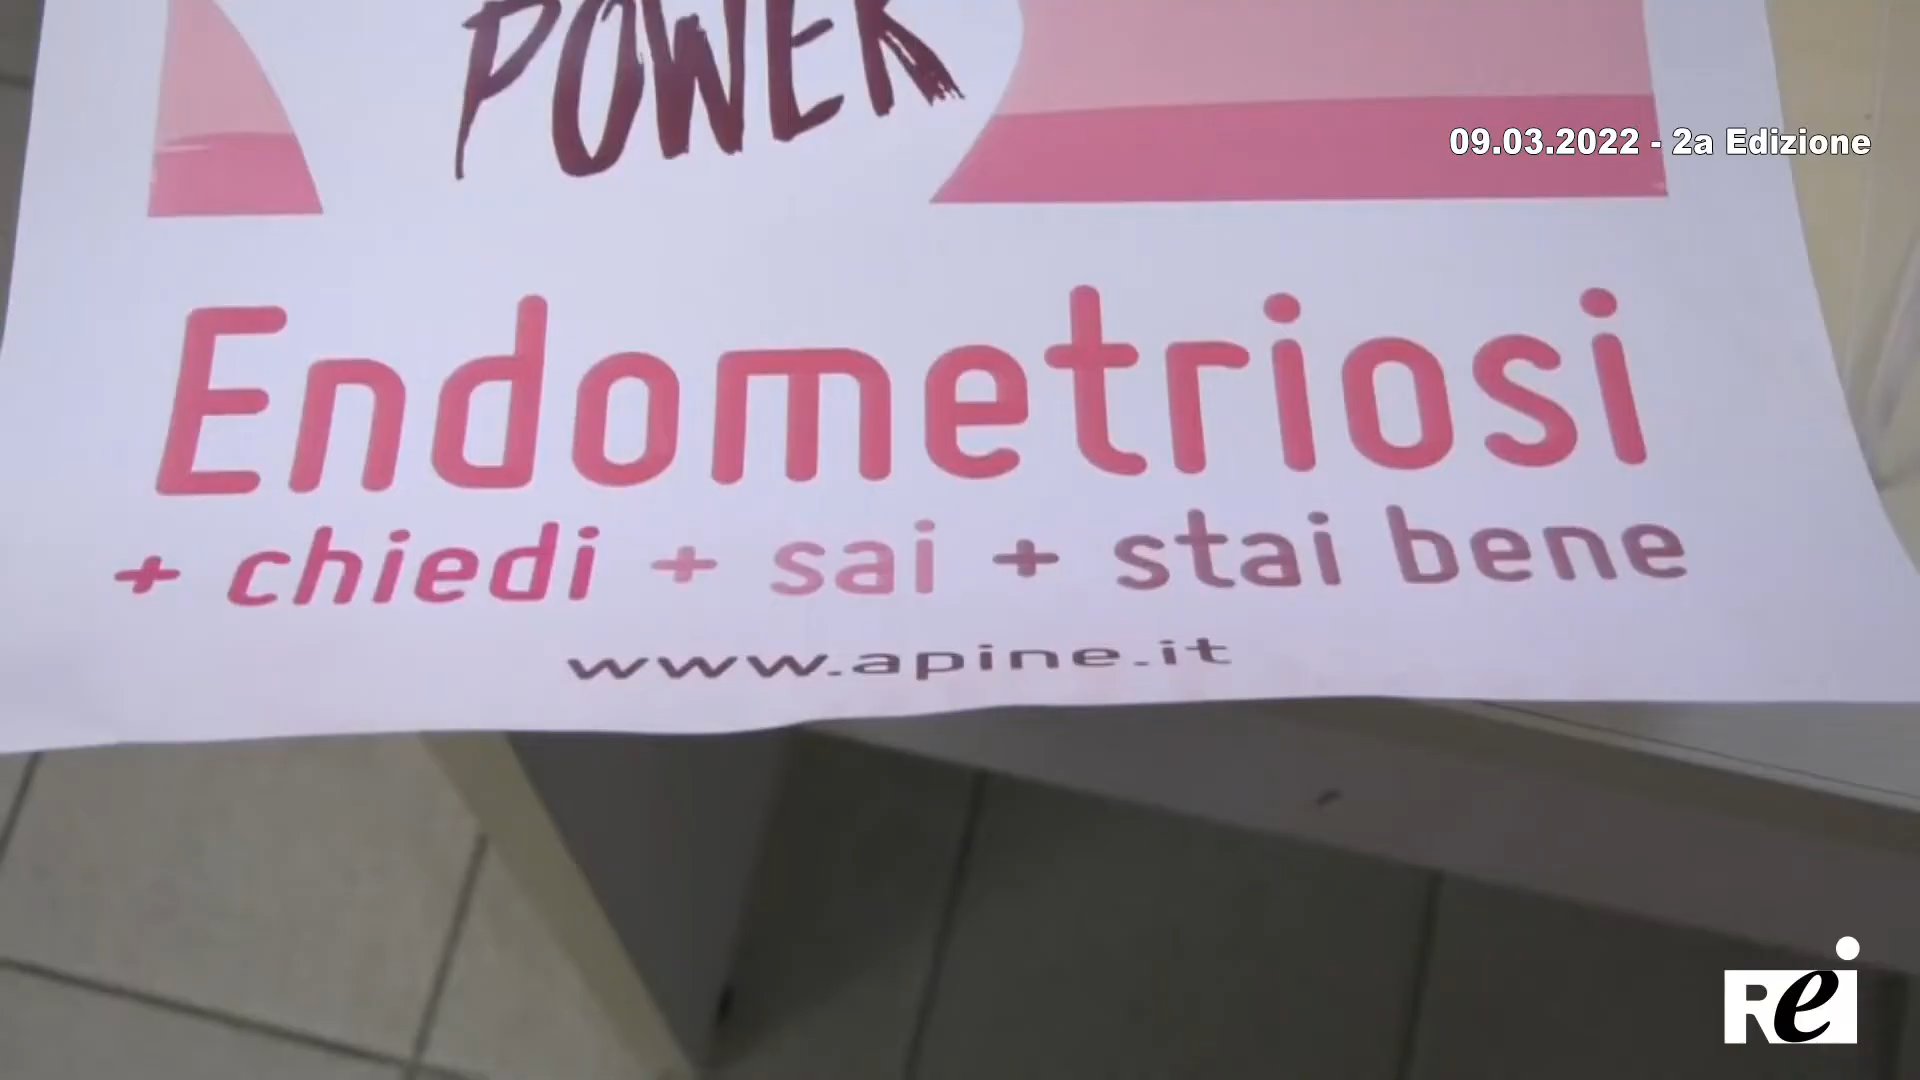 POWER
09.03.2022 - 2a Edizione
Endometriosi
+ chiedi + sai + stai bene
www.apine.it
Rei